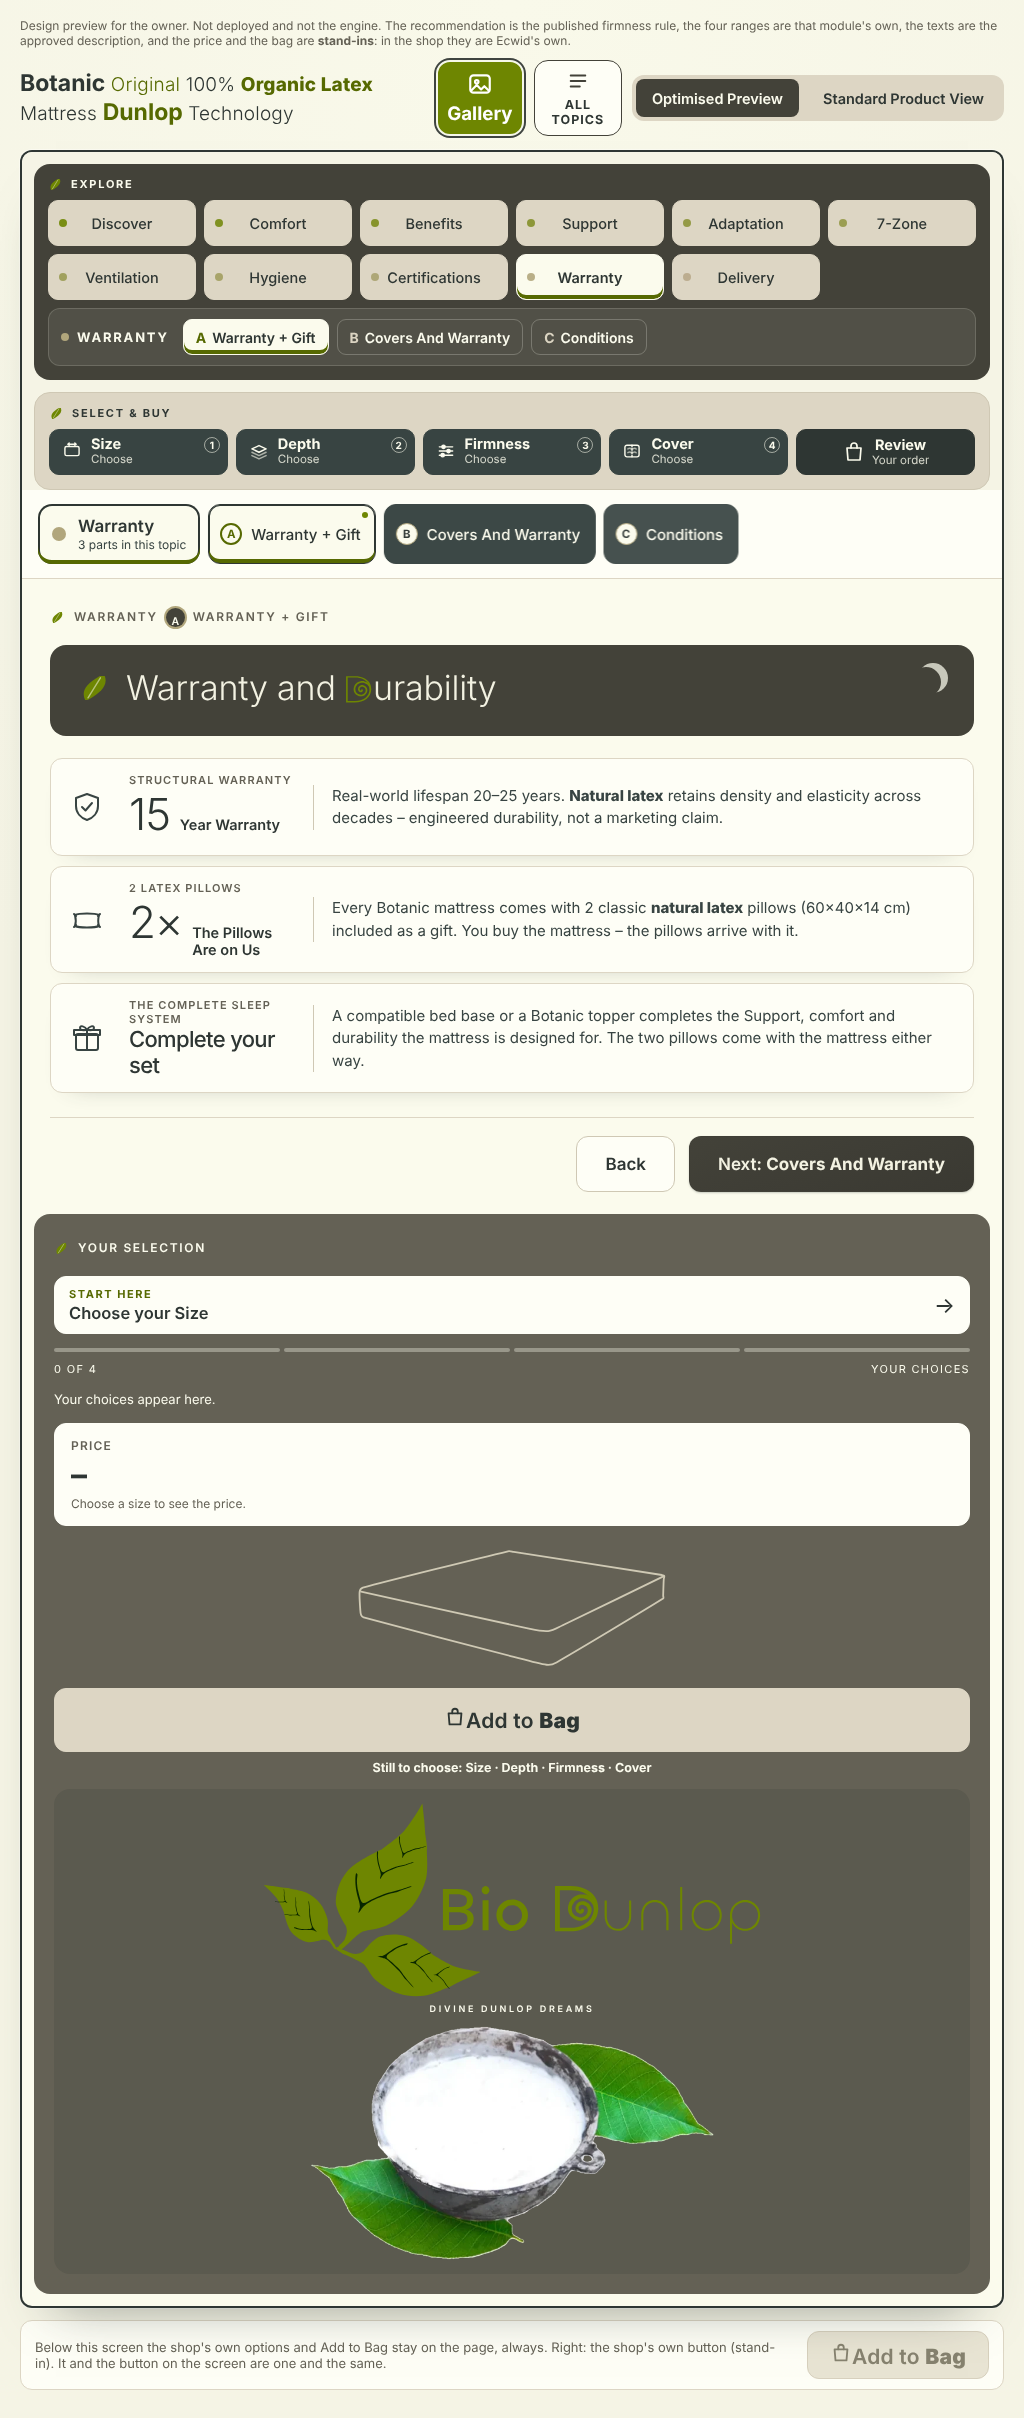 Design preview for the owner. Not deployed and not the engine. The recommendation is the published firmness rule, the four ranges are that module's own, the texts are the
approved description, and the price and the bag are stand-ins: in the shop they are Ecwid's own.
Botanic Original 100% Organic Latex
Mattress Dunlop Technology
Gallery
ALL
TOPICS
Optimised Preview
Standard Product View
EXPLORE
Discover
Comfort
Benefits
Support
Adaptation
7-Zone
Ventilation
Hygiene
Certifications
Warranty
Delivery
WARRANTY
A Warranty + Gift
B Covers And Warranty
C Conditions
SELECT & BUY
Size
Choose
1
Depth
Choose
2
Firmness
Choose
3
Cover
Choose
4
Review
Your order
Warranty
3 parts in this topic
A Warranty + Gift
B Covers And Warranty
C Conditions
WARRANTY A WARRANTY + GIFT
Warranty and Durability
STRUCTURAL WARRANTY
15 Year Warranty
Real-world lifespan 20–25 years. Natural latex retains density and elasticity across
decades – engineered durability, not a marketing claim.
2 LATEX PILLOWS
2× The Pillows
Are on Us
Every Botanic mattress comes with 2 classic natural latex pillows (60×40×14 cm)
included as a gift. You buy the mattress – the pillows arrive with it.
THE COMPLETE SLEEP
SYSTEM
Complete your
set
A compatible bed base or a Botanic topper completes the Support, comfort and
durability the mattress is designed for. The two pillows come with the mattress either
way.
Back
Next: Covers And Warranty
YOUR SELECTION
START HERE
Choose your Size
0 OF 4
YOUR CHOICES
Your choices appear here.
PRICE
–
Choose a size to see the price.
Add to Bag
Still to choose: Size · Depth · Firmness · Cover
Bio Dunlop
DIVINE DUNLOP DREAMS
Below this screen the shop's own options and Add to Bag stay on the page, always. Right: the shop's own button (stand-
in). It and the button on the screen are one and the same.
Add to Bag